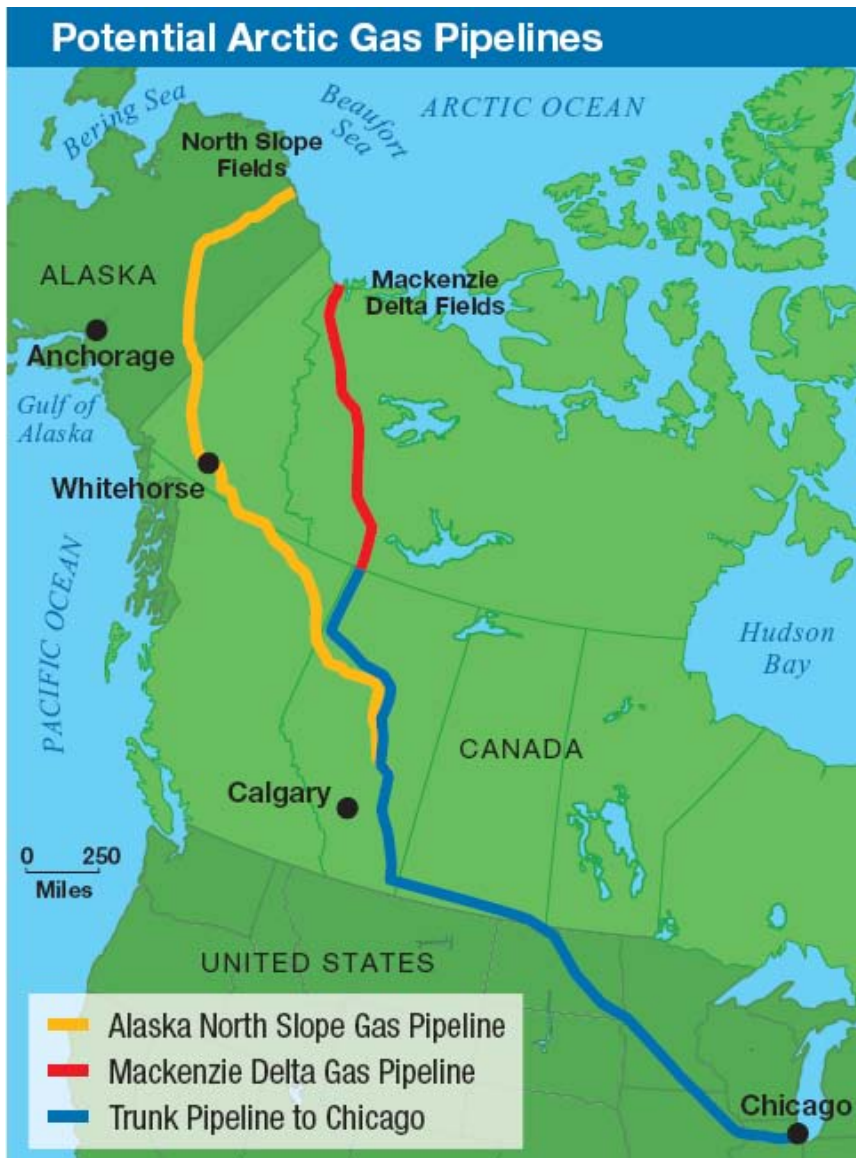 Potential Arctic Gas Pipelines
Bering Sea
Beaufort
Sea
ARCTIC OCEAN
North Slope
Fields
ALASKA
Mackenzie
Delta Fields
Anchorage
Gulf of
Alaska
Whitehorse
PACIFIC OCEAN
Hudson
Bay
CANADA
Calgary
0 250
Miles
UNITED STATES
Alaska North Slope Gas Pipeline
Mackenzie Delta Gas Pipeline
Trunk Pipeline to Chicago
Chicago